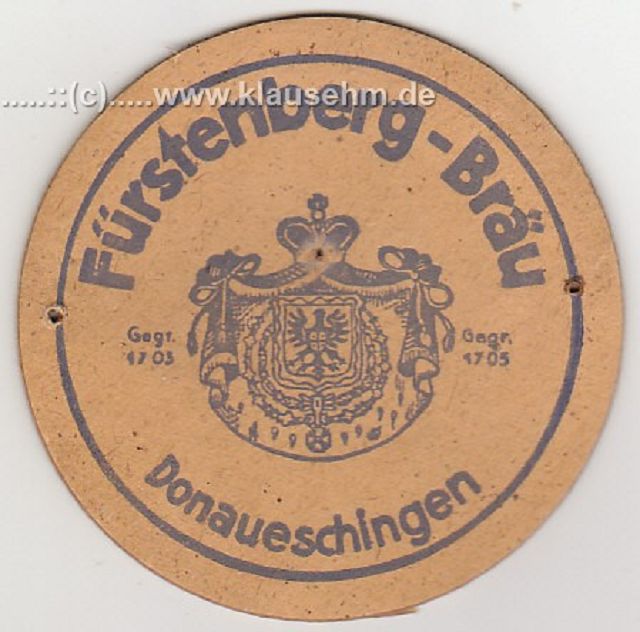 .....::(c).....www.klausehm.de
Fürstenberg-Bräu
Gegr.
1705
Gegr.
1705
Donaueschingen